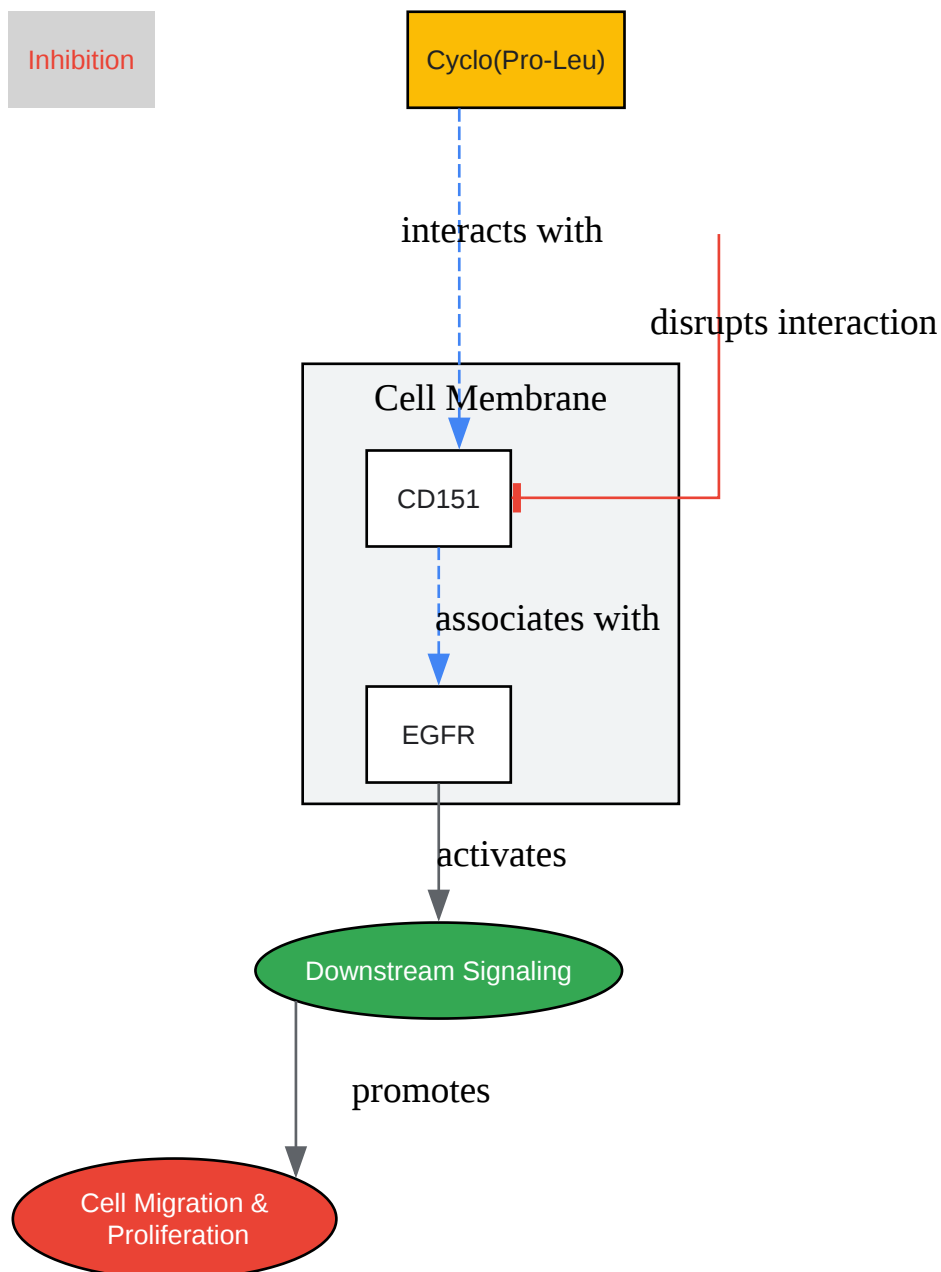 Inhibition
Cyclo(Pro-Leu)
interacts with
disrupts interaction
Cell Membrane
CD151
associates with
EGFR
activates
Downstream Signaling
promotes
Cell Migration &
Proliferation